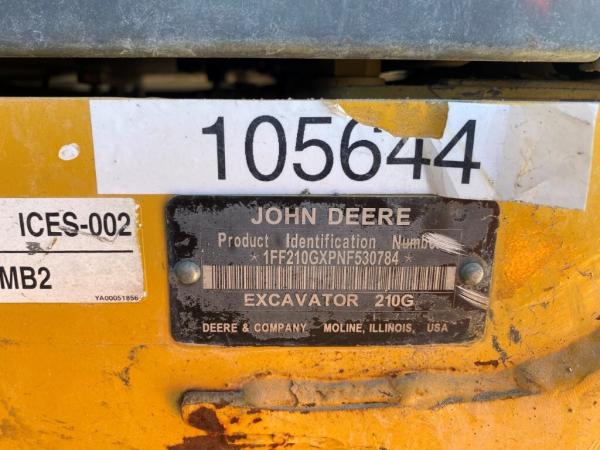 105644
ICES-002
MB2
YA00051856
JOHN DEERE
Product Identification Number
*1FF210GXPNF530784*
EXCAVATOR 210G
DEERE & COMPANY MOLINE, ILLINOIS, USA